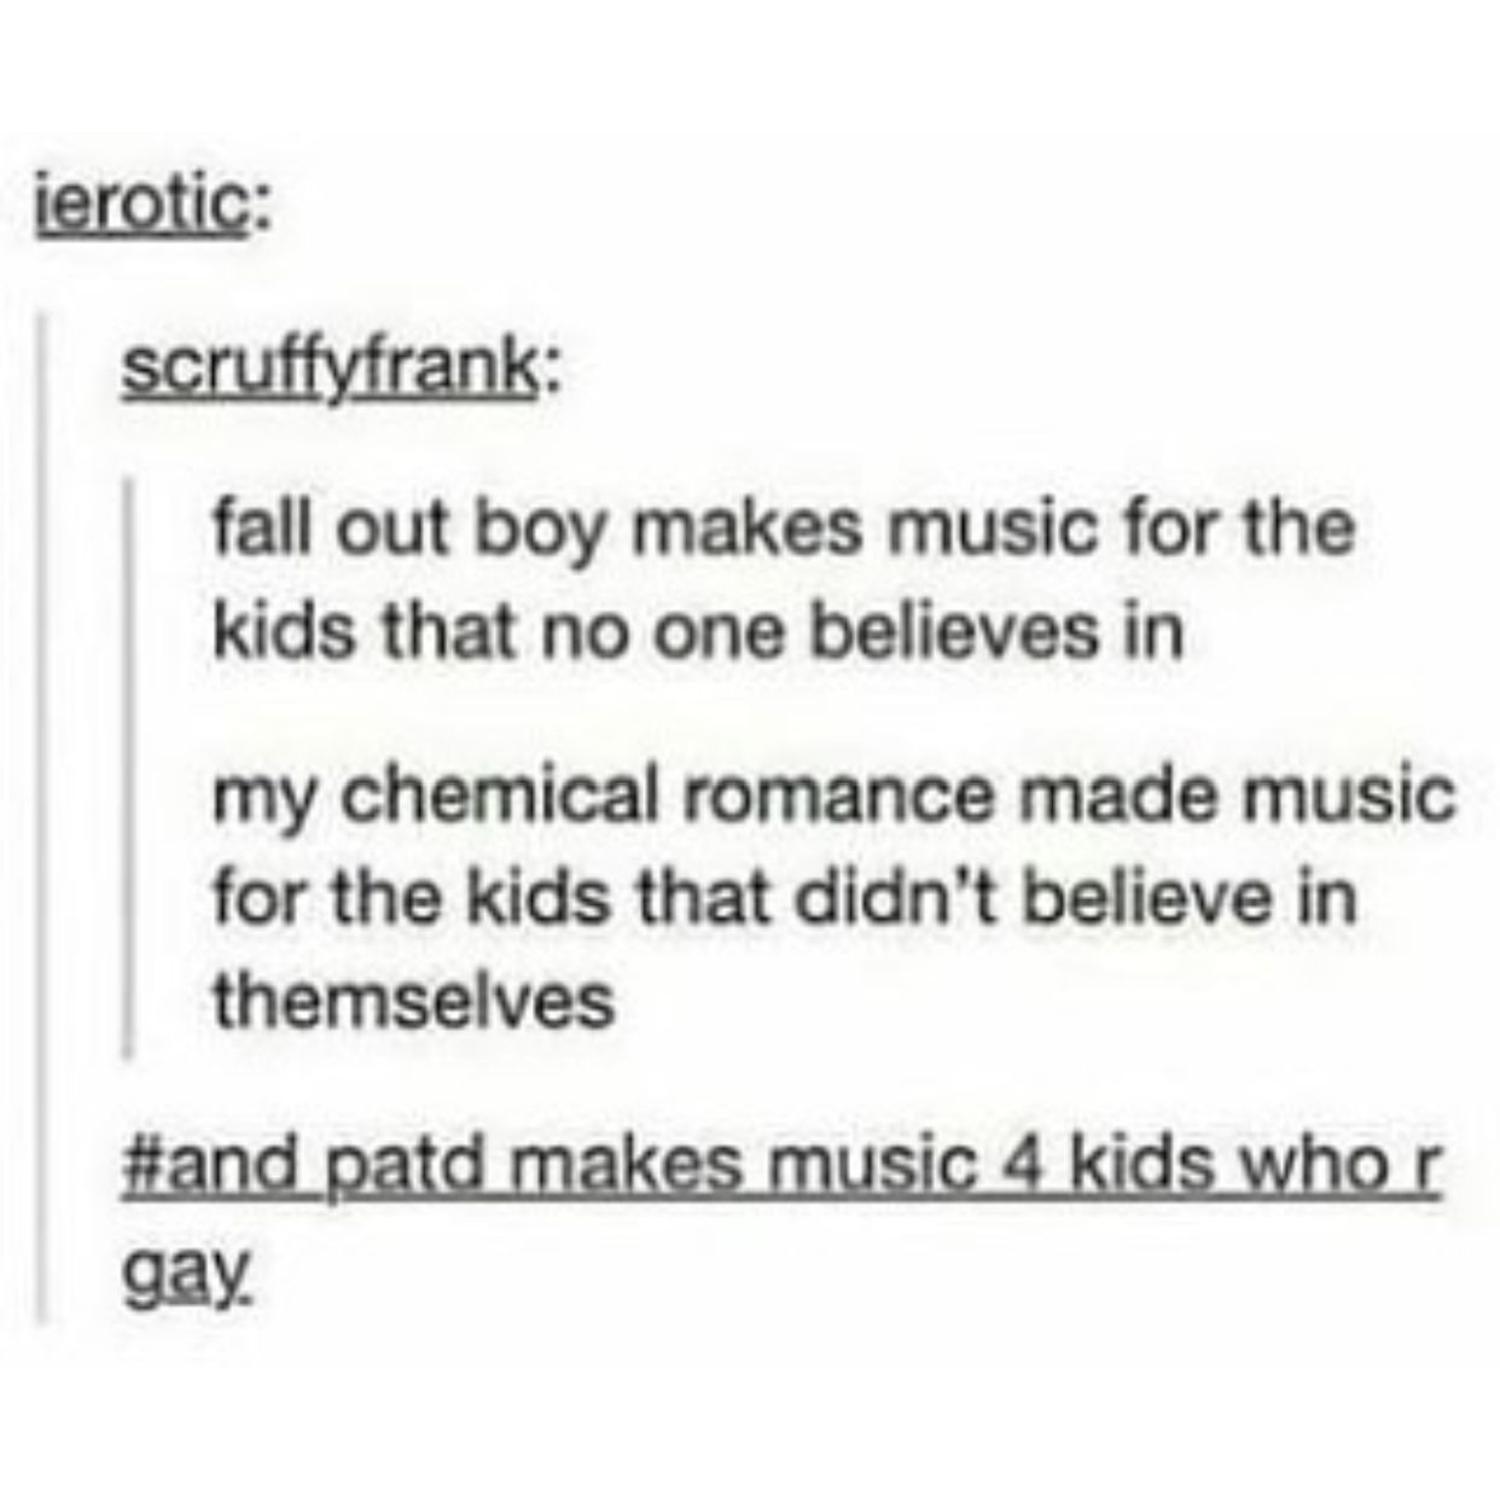 ierotic:
scruffyfrank:
fall out boy makes music for the
kids that no one believes in
my chemical romance made music
for the kids that didn't believe in
themselves
#and patd makes music 4 kids who r
gay